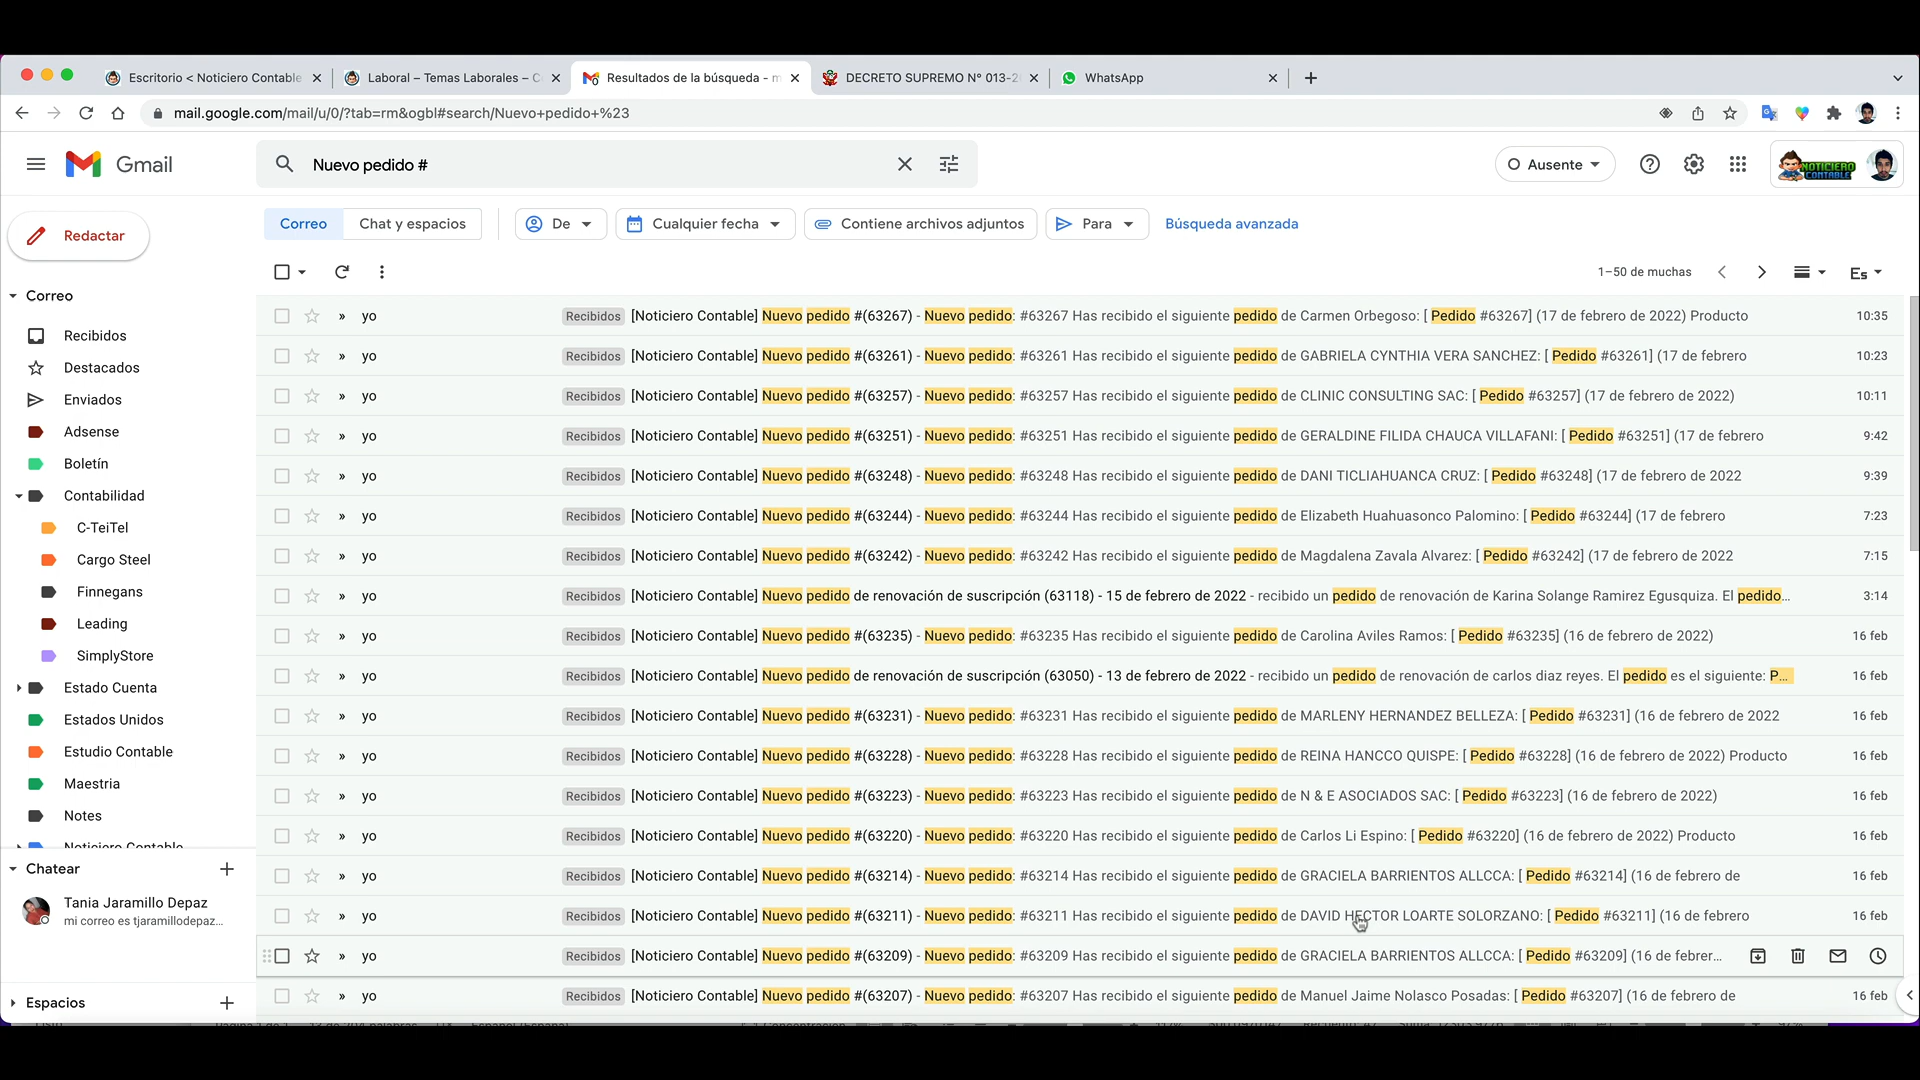 Escritorio < Noticiero Contable
Laboral – Temas Laborales – C
Resultados de la búsqueda - m
DECRETO SUPREMO Nº 013-2
WhatsApp
mail.google.com/mail/u/0/?tab=rm&ogbl#search/Nuevo+pedido+%23
Gmail
Nuevo pedido #
Ausente
NOTICIERO
CONTABLE
Redactar
Correo
Chat y espacios
De
Cualquier fecha
Contiene archivos adjuntos
Para
Búsqueda avanzada
1–50 de muchas
Es
Correo
Recibidos
Destacados
Enviados
Adsense
Boletín
Contabilidad
C-TeiTel
Cargo Steel
Finnegans
Leading
SimplyStore
Estado Cuenta
Estados Unidos
Estudio Contable
Maestria
Notes
Noticiero Contable
Chatear
Tania Jaramillo Depaz
mi correo es tjaramillodepaz...
Espacios
yo Recibidos [Noticiero Contable] Nuevo pedido #(63267) - Nuevo pedido: #63267 Has recibido el siguiente pedido de Carmen Orbegoso: [ Pedido #63267] (17 de febrero de 2022) Producto 10:35
yo Recibidos [Noticiero Contable] Nuevo pedido #(63261) - Nuevo pedido: #63261 Has recibido el siguiente pedido de GABRIELA CYNTHIA VERA SANCHEZ: [ Pedido #63261] (17 de febrero 10:23
yo Recibidos [Noticiero Contable] Nuevo pedido #(63257) - Nuevo pedido: #63257 Has recibido el siguiente pedido de CLINIC CONSULTING SAC: [ Pedido #63257] (17 de febrero de 2022) 10:11
yo Recibidos [Noticiero Contable] Nuevo pedido #(63251) - Nuevo pedido: #63251 Has recibido el siguiente pedido de GERALDINE FILIDA CHAUCA VILLAFANI: [ Pedido #63251] (17 de febrero 9:42
yo Recibidos [Noticiero Contable] Nuevo pedido #(63248) - Nuevo pedido: #63248 Has recibido el siguiente pedido de DANI TICLIAHUANCA CRUZ: [ Pedido #63248] (17 de febrero de 2022 9:39
yo Recibidos [Noticiero Contable] Nuevo pedido #(63244) - Nuevo pedido: #63244 Has recibido el siguiente pedido de Elizabeth Huahuasonco Palomino: [ Pedido #63244] (17 de febrero 7:23
yo Recibidos [Noticiero Contable] Nuevo pedido #(63242) - Nuevo pedido: #63242 Has recibido el siguiente pedido de Magdalena Zavala Alvarez: [ Pedido #63242] (17 de febrero de 2022 7:15
yo Recibidos [Noticiero Contable] Nuevo pedido de renovación de suscripción (63118) - 15 de febrero de 2022 - recibido un pedido de renovación de Karina Solange Ramirez Egusquiza. El pedido... 3:14
yo Recibidos [Noticiero Contable] Nuevo pedido #(63235) - Nuevo pedido: #63235 Has recibido el siguiente pedido de Carolina Aviles Ramos: [ Pedido #63235] (16 de febrero de 2022) 16 feb
yo Recibidos [Noticiero Contable] Nuevo pedido de renovación de suscripción (63050) - 13 de febrero de 2022 - recibido un pedido de renovación de carlos diaz reyes. El pedido es el siguiente: P... 16 feb
yo Recibidos [Noticiero Contable] Nuevo pedido #(63231) - Nuevo pedido: #63231 Has recibido el siguiente pedido de MARLENY HERNANDEZ BELLEZA: [ Pedido #63231] (16 de febrero de 2022 16 feb
yo Recibidos [Noticiero Contable] Nuevo pedido #(63228) - Nuevo pedido: #63228 Has recibido el siguiente pedido de REINA HANCCO QUISPE: [ Pedido #63228] (16 de febrero de 2022) Producto 16 feb
yo Recibidos [Noticiero Contable] Nuevo pedido #(63223) - Nuevo pedido: #63223 Has recibido el siguiente pedido de N & E ASOCIADOS SAC: [ Pedido #63223] (16 de febrero de 2022) 16 feb
yo Recibidos [Noticiero Contable] Nuevo pedido #(63220) - Nuevo pedido: #63220 Has recibido el siguiente pedido de Carlos Li Espino: [ Pedido #63220] (16 de febrero de 2022) Producto 16 feb
yo Recibidos [Noticiero Contable] Nuevo pedido #(63214) - Nuevo pedido: #63214 Has recibido el siguiente pedido de GRACIELA BARRIENTOS ALLCCA: [ Pedido #63214] (16 de febrero de 16 feb
yo Recibidos [Noticiero Contable] Nuevo pedido #(63211) - Nuevo pedido: #63211 Has recibido el siguiente pedido de DAVID HECTOR LOARTE SOLORZANO: [ Pedido #63211] (16 de febrero 16 feb
yo Recibidos [Noticiero Contable] Nuevo pedido #(63209) - Nuevo pedido: #63209 Has recibido el siguiente pedido de GRACIELA BARRIENTOS ALLCCA: [ Pedido #63209] (16 de febrer...
yo Recibidos [Noticiero Contable] Nuevo pedido #(63207) - Nuevo pedido: #63207 Has recibido el siguiente pedido de Manuel Jaime Nolasco Posadas: [ Pedido #63207] (16 de febrero de 16 feb